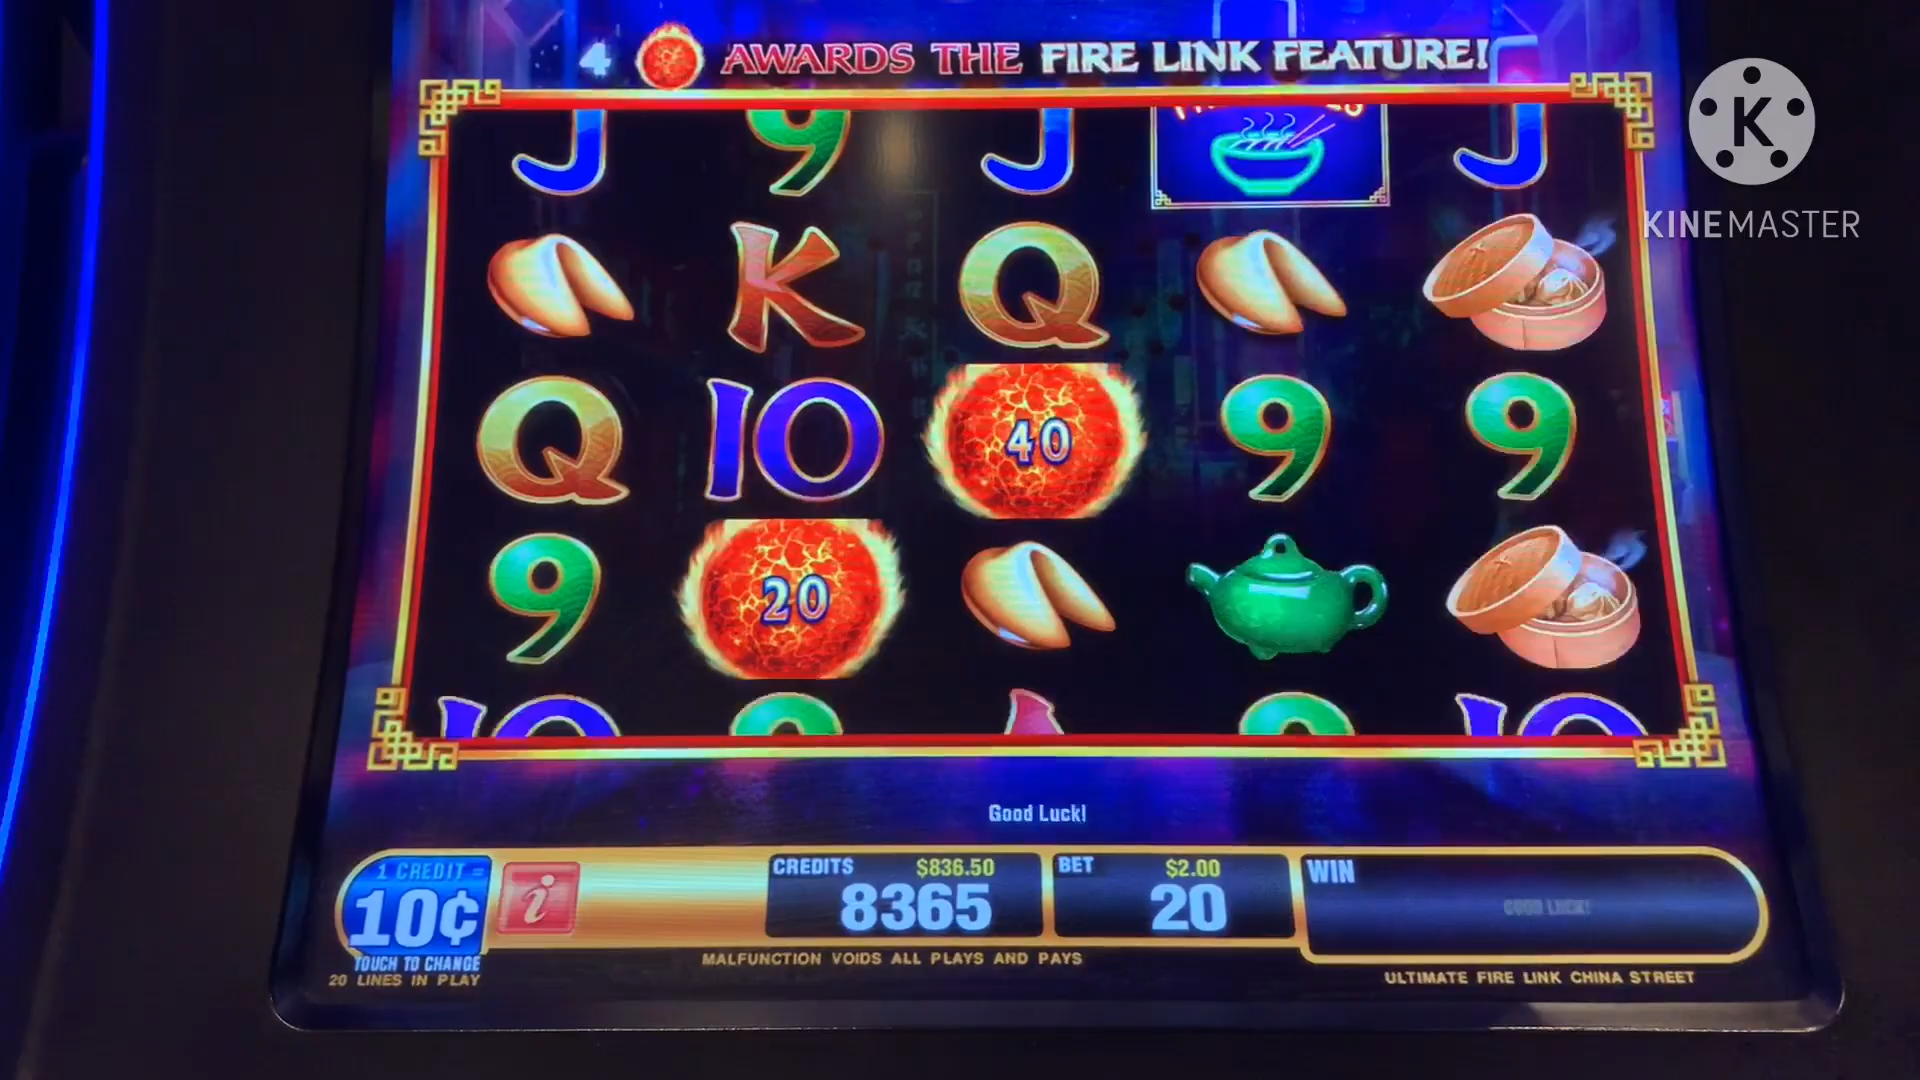 4 AWARDS THE FIRE LINK FEATURE!
K
KINEMASTER
J 9 J J
K Q
Q 10 40 9 9
9 20
Good Luck!
1 CREDIT =
10¢
TOUCH TO CHANGE
20 LINES IN PLAY
i
CREDITS $836.50
8365
BET $2.00
20
WIN
GOOD LUCK!
MALFUNCTION VOIDS ALL PLAYS AND PAYS
ULTIMATE FIRE LINK CHINA STREET